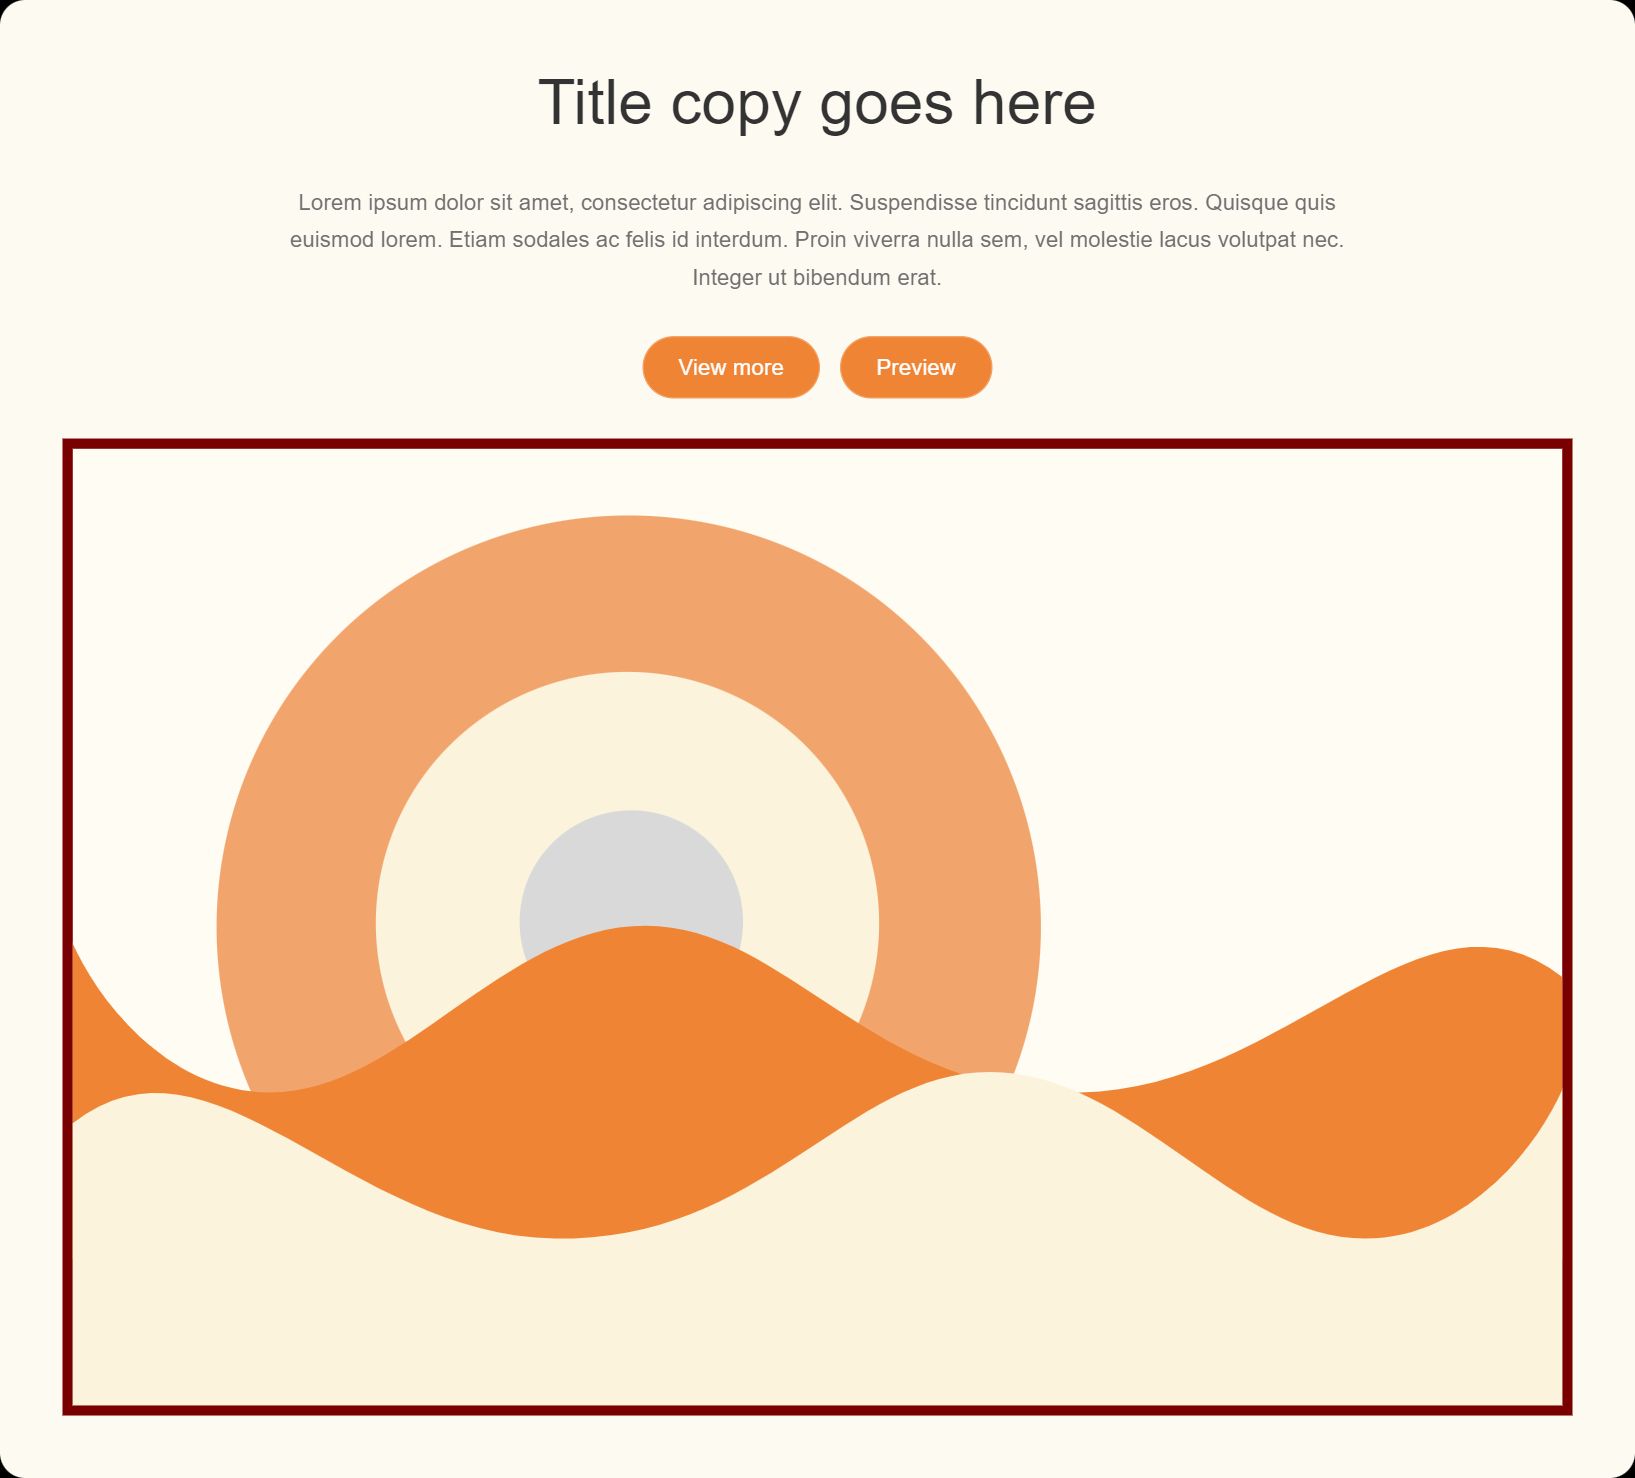 Title copy goes here
Lorem ipsum dolor sit amet, consectetur adipiscing elit. Suspendisse tincidunt sagittis eros. Quisque quis
euismod lorem. Etiam sodales ac felis id interdum. Proin viverra nulla sem, vel molestie lacus volutpat nec.
Integer ut bibendum erat.
View more
Preview